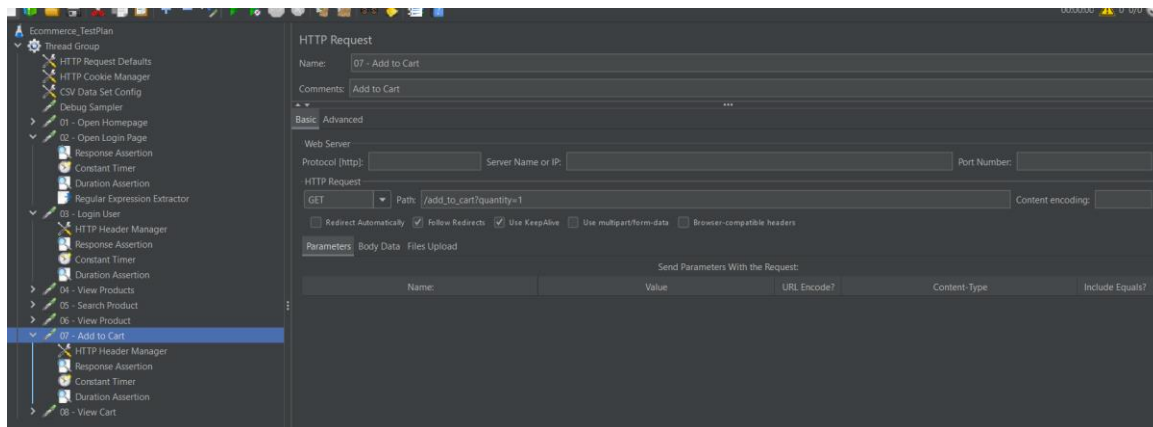 00:00:00 0 0/0
Ecommerce_TestPlan
Thread Group
HTTP Request Defaults
HTTP Cookie Manager
CSV Data Set Config
Debug Sampler
01 - Open Homepage
02 - Open Login Page
Response Assertion
Constant Timer
Duration Assertion
Regular Expression Extractor
03 - Login User
HTTP Header Manager
Response Assertion
Constant Timer
Duration Assertion
04 - View Products
05 - Search Product
06 - View Product
07 - Add to Cart
HTTP Header Manager
Response Assertion
Constant Timer
Duration Assertion
08 - View Cart
HTTP Request
Name: 07 - Add to Cart
Comments: Add to Cart
Basic Advanced
Web Server
Protocol [http]: Server Name or IP: Port Number:
HTTP Request
GET Path: /add_to_cart?quantity=1 Content encoding:
Redirect Automatically Follow Redirects Use KeepAlive Use multipart/form-data Browser-compatible headers
Parameters Body Data Files Upload
Send Parameters With the Request:
Name: Value URL Encode? Content-Type Include Equals?